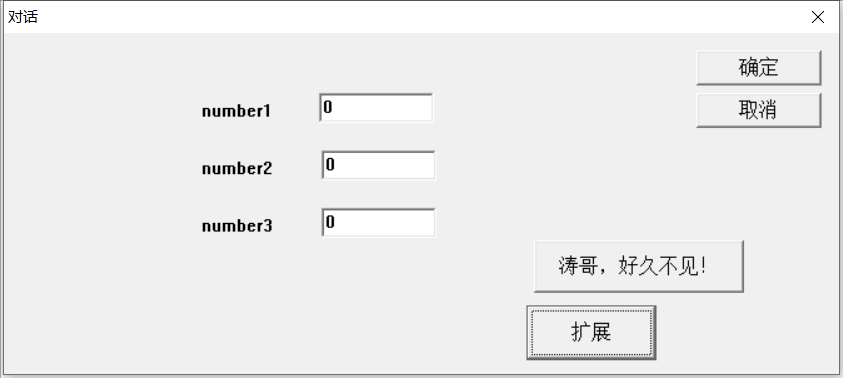 对话
确定
取消
number1 0
number2 0
number3 0
涛哥，好久不见！
扩展